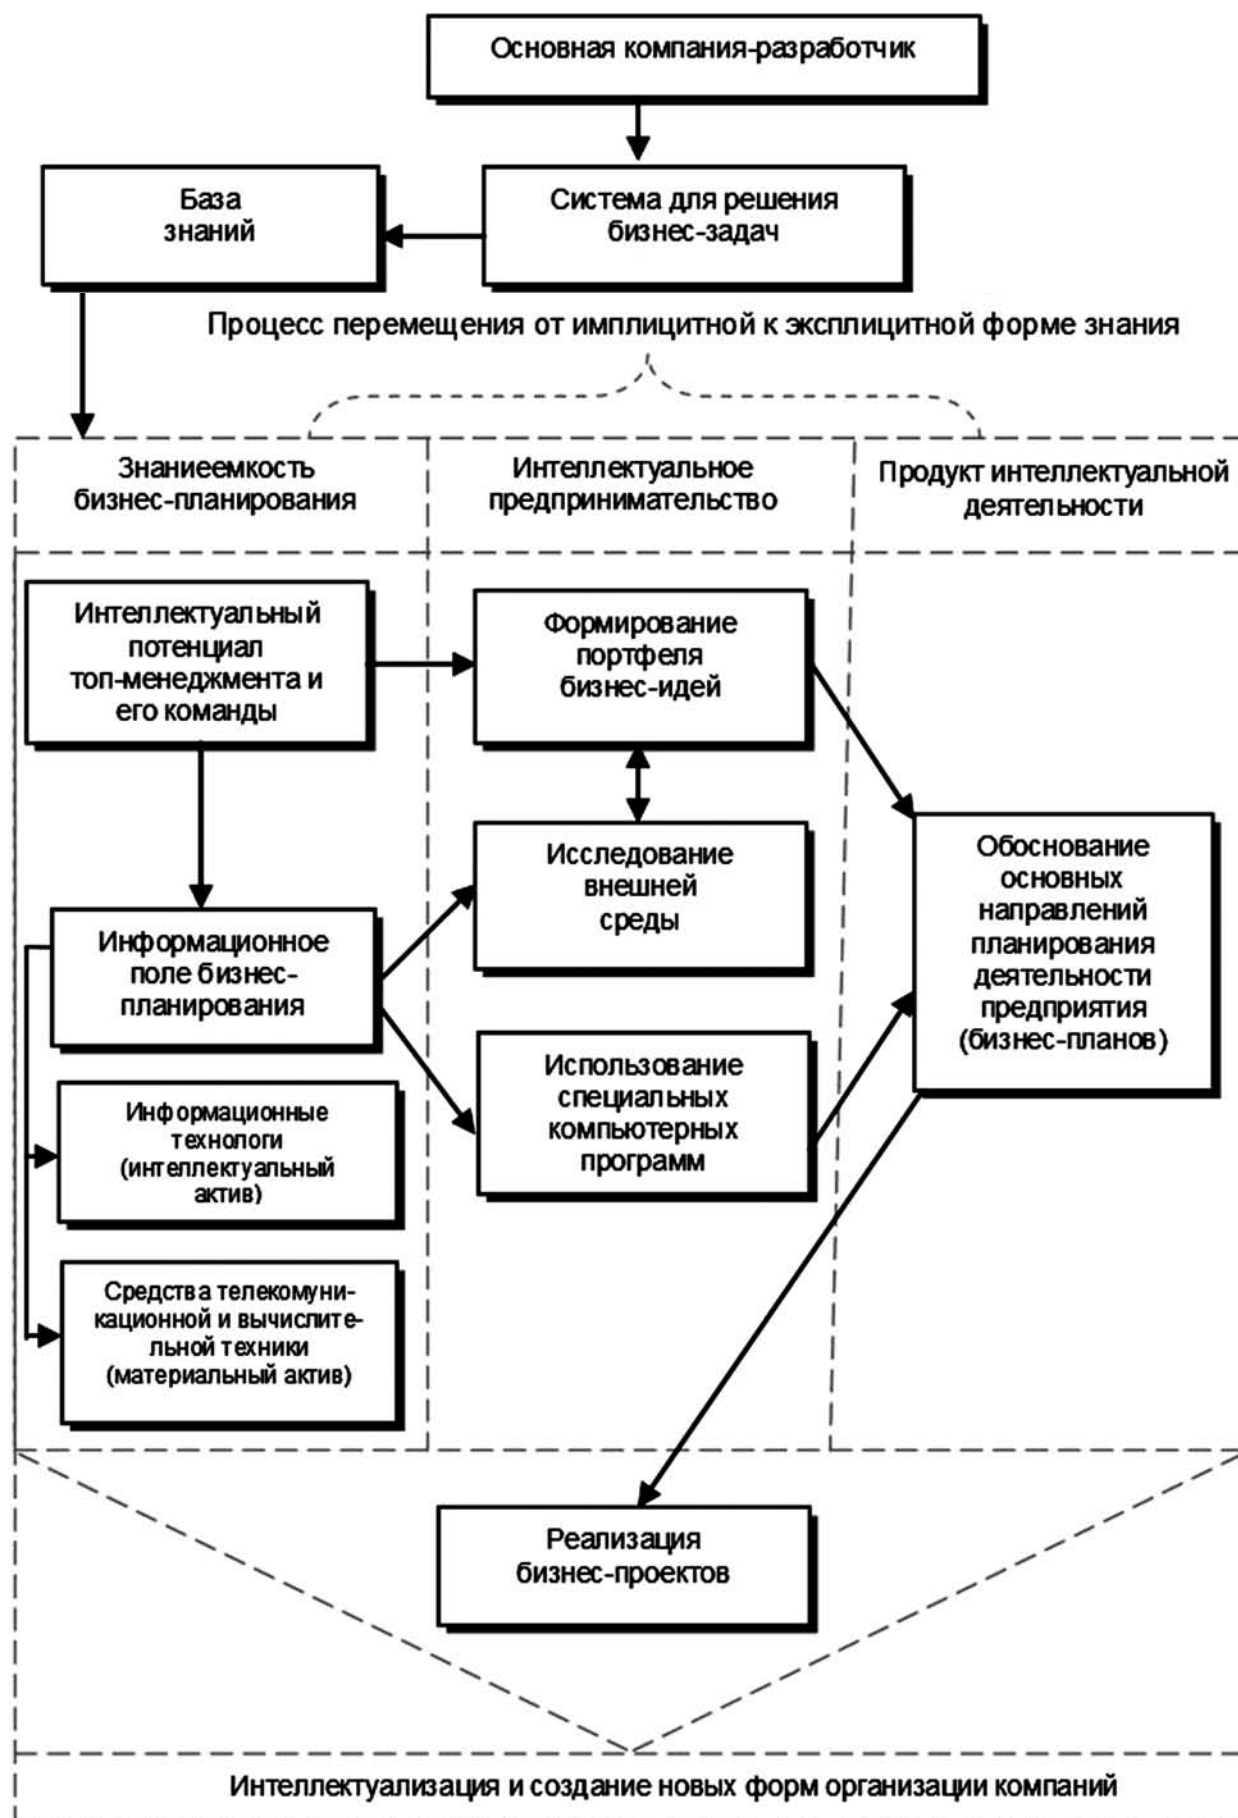 Основная компания-разработчик
База
знаний
Система для решения
бизнес-задач
Процесс перемещения от имплицитной к эксплицитной форме знания
Знаниеемкость
бизнес-планирования
Интеллектуальное
предпринимательство
Продукт интеллектуальной
деятельности
Интеллектуальный
потенциал
топ-менеджмента и
его команды
Формирование
портфеля
бизнес-идей
Исследование
внешней
среды
Обоснование
основных
направлений
планирования
деятельности
предприятия
(бизнес-планов)
Информационное
поле бизнес-
планирования
Использование
специальных
компьютерных
программ
Информационные
технологи
(интеллектуальный
актив)
Средства телекомуни-
кационной и вычислите-
льной техники
(материальный актив)
Реализация
бизнес-проектов
Интеллектуализация и создание новых форм организации компаний